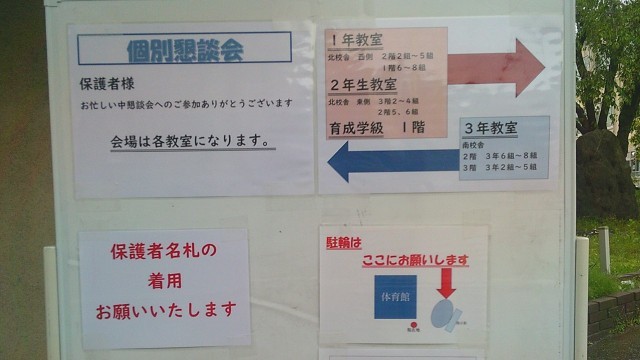 個別懇談会
保護者様
お忙しい中懇談会へのご参加ありがとうございます
会場は各教室になります。
1年教室
北校舎 西側 2階2組～5組
1階6～8組
2年生教室
北校舎 東側 3階2～4組
2階5、6組
育成学級 1階
3年教室
南校舎
2階 3年6組～8組
3階 3年2組～5組
保護者名札の
着用
お願いいたします
駐輪は
ここにお願いします
体育館